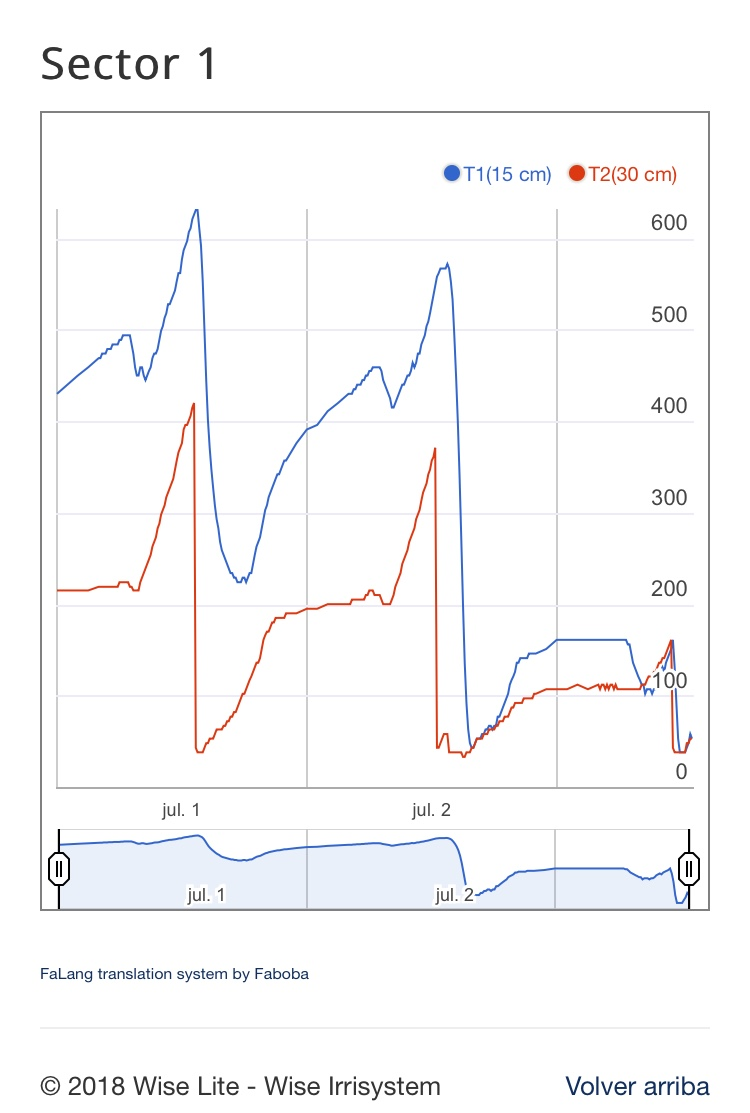 Sector 1
T1(15 cm) T2(30 cm)
600
500
400
300
200
100
0
jul. 1 jul. 2
jul. 1 jul. 2
FaLang translation system by Faboba
© 2018 Wise Lite - Wise Irrisystem Volver arriba